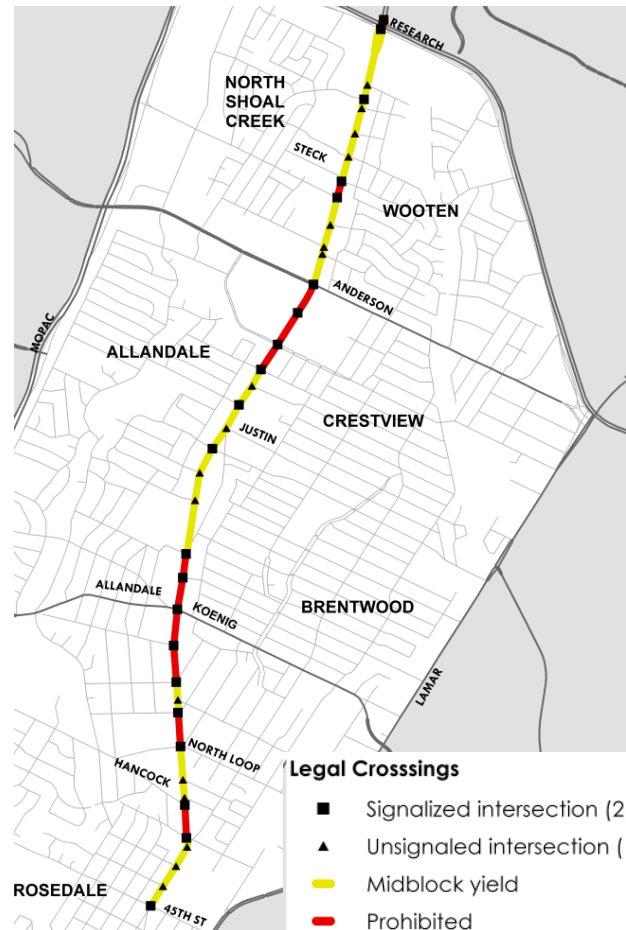 RESEARCH
NORTH
SHOAL
CREEK
STECK
WOOTEN
ANDERSON
MOPAC
ALLANDALE
CRESTVIEW
JUSTIN
ALLANDALE
KOENIG
BRENTWOOD
LAMAR
NORTH LOOP
HANCOCK
ROSEDALE
45TH ST
Legal Crosssings
Signalized intersection (2
Unsignaled intersection (
Midblock yield
Prohibited